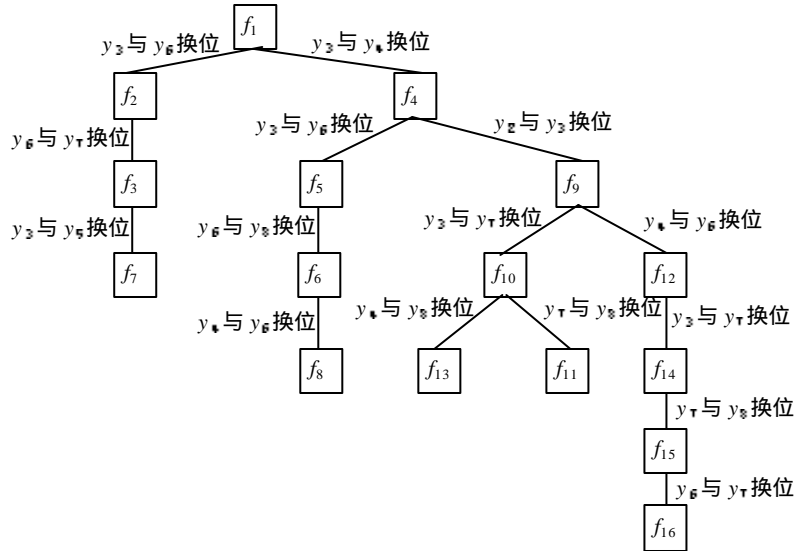 f₁
y₃与 y₆换位
y₃与 y₄换位
f₂
f₄
y₃与 y₆换位
y₂与 y₃换位
y₆与 y₇换位
f₃
f₅
f₉
y₃与 y₇换位
y₄与 y₆换位
y₃与 y₅换位
y₆与 y₈换位
f₇
f₆
f₁₀
f₁₂
y₄与 y₈换位
y₇与 y₈换位
y₃与 y₇换位
y₄与 y₆换位
f₈
f₁₃
f₁₁
f₁₄
y₇与 y₈换位
f₁₅
y₆与 y₇换位
f₁₆